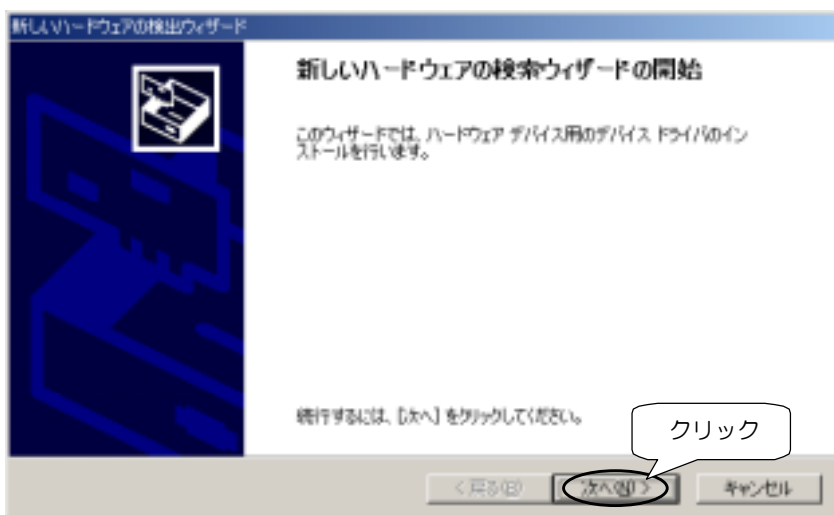 新しいハードウェアの検出ウィザード
新しいハードウェアの検索ウィザードの開始
このウィザードでは、ハードウェア デバイス用のデバイス ドライバのイン
ストールを行います。
続行するには、[次へ] をクリックしてください。
クリック
< 戻る(B)
次へ(N) >
キャンセル